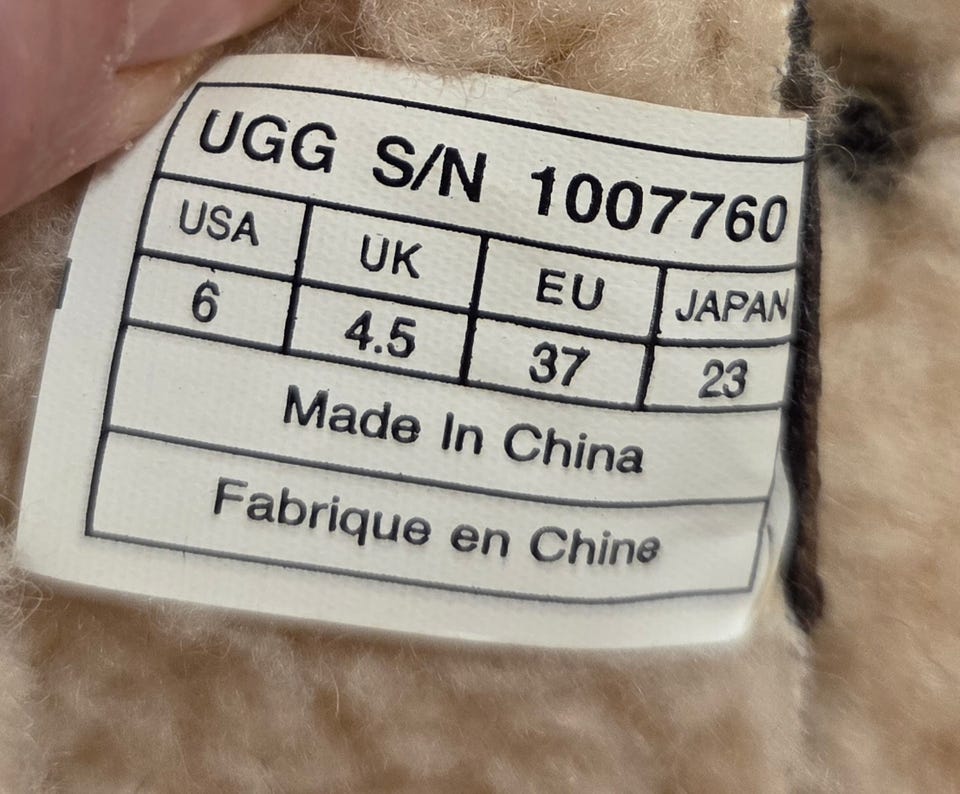 UGG S/N 1007760
USA UK EU JAPAN
6 4.5 37 23
Made In China
Fabrique en Chine